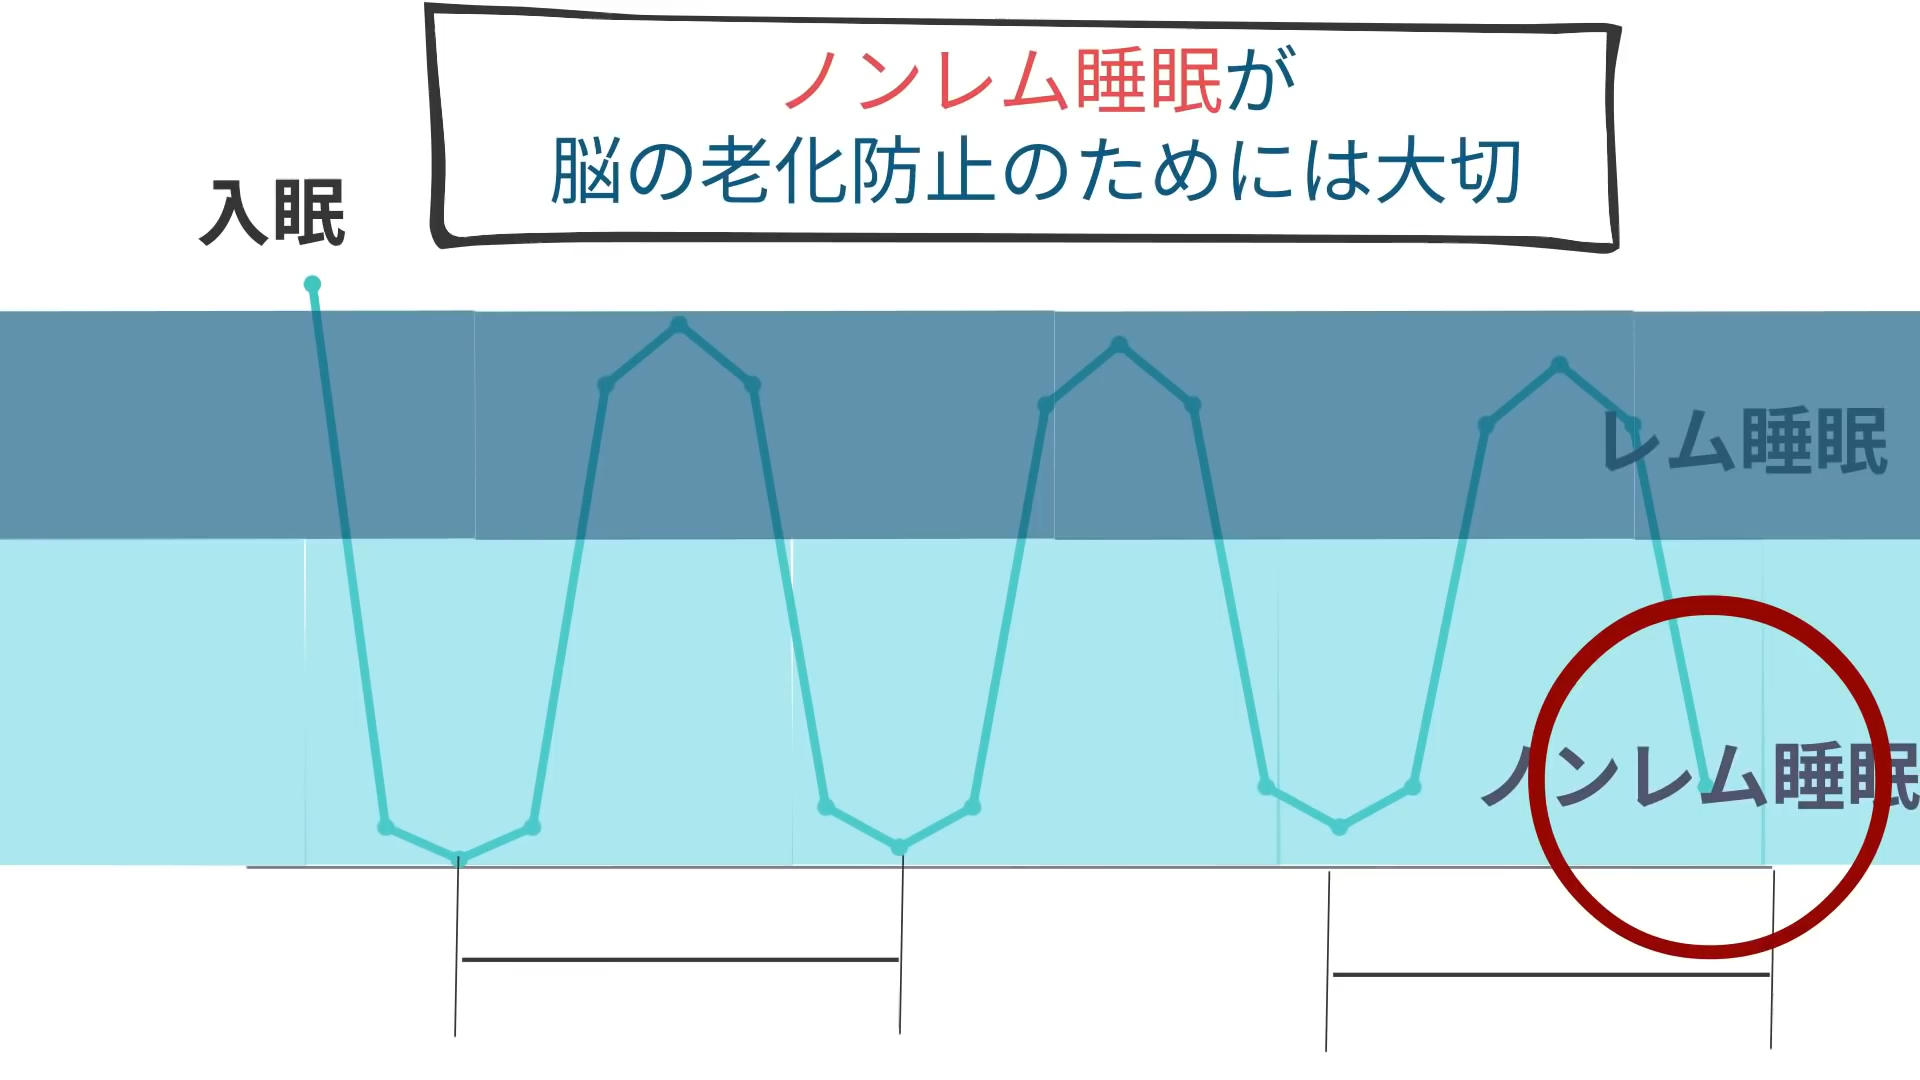 ノンレム睡眠が
脳の老化防止のためには大切
入眠
レム睡眠
ノンレム睡眠